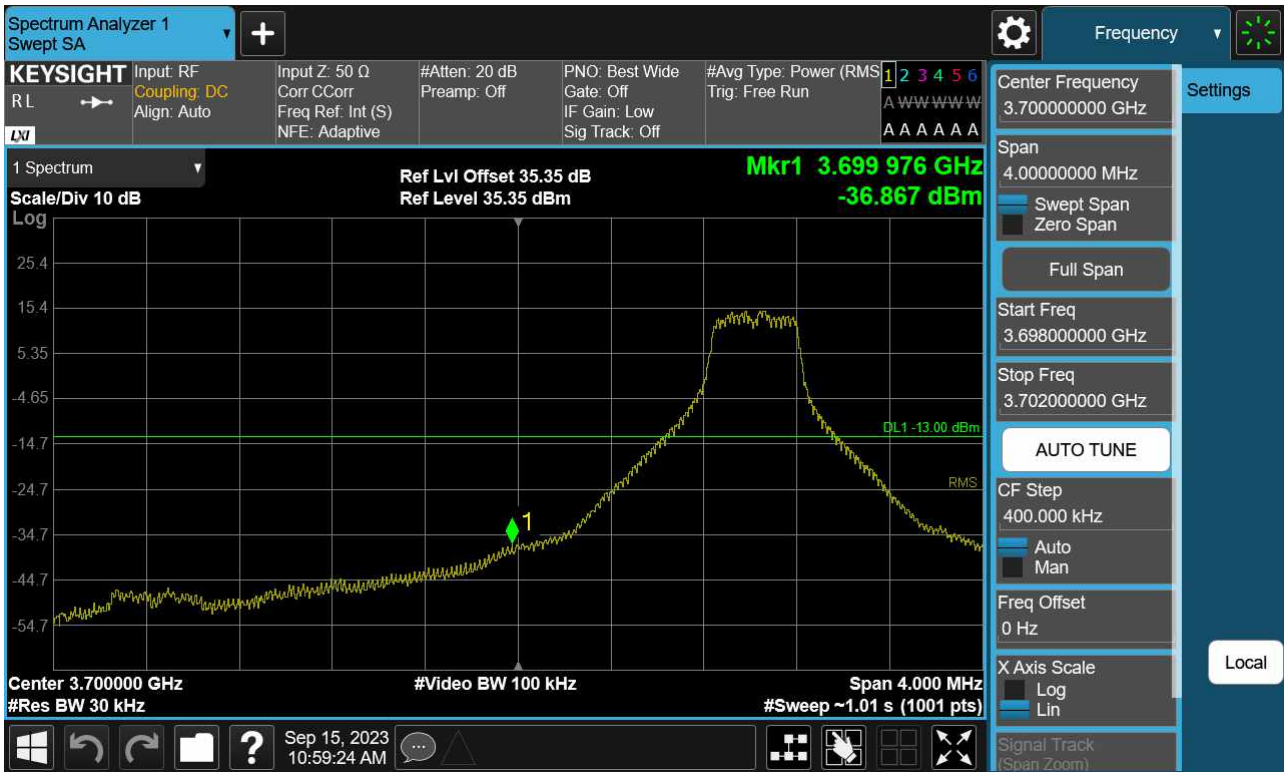 Spectrum Analyzer 1
Swept SA
+
Frequency
KEYSIGHT
RL
LXI
Input: RF
Coupling: DC
Align: Auto
Input Z: 50 Ω
Corr CCorr
Freq Ref: Int (S)
NFE: Adaptive
#Atten: 20 dB
Preamp: Off
PNO: Best Wide
Gate: Off
IF Gain: Low
Sig Track: Off
#Avg Type: Power (RMS
Trig: Free Run
1 2 3 4 5 6
A W W W W W
A A A A A A
1 Spectrum
Scale/Div 10 dB
Log
Ref Lvl Offset 35.35 dB
Ref Level 35.35 dBm
Mkr1 3.699 976 GHz
-36.867 dBm
25.4
15.4
5.35
-4.65
-14.7
-24.7
-34.7
-44.7
-54.7
DL1 -13.00 dBm
RMS
1
Center 3.700000 GHz
#Video BW 100 kHz
Span 4.000 MHz
#Res BW 30 kHz
#Sweep ~1.01 s (1001 pts)
Center Frequency
3.700000000 GHz
Settings
Span
4.00000000 MHz
Swept Span
Zero Span
Full Span
Start Freq
3.698000000 GHz
Stop Freq
3.702000000 GHz
AUTO TUNE
CF Step
400.000 kHz
Auto
Man
Freq Offset
0 Hz
X Axis Scale
Log
Lin
Local
Signal Track
(Span Zoom)
?
Sep 15, 2023
10:59:24 AM